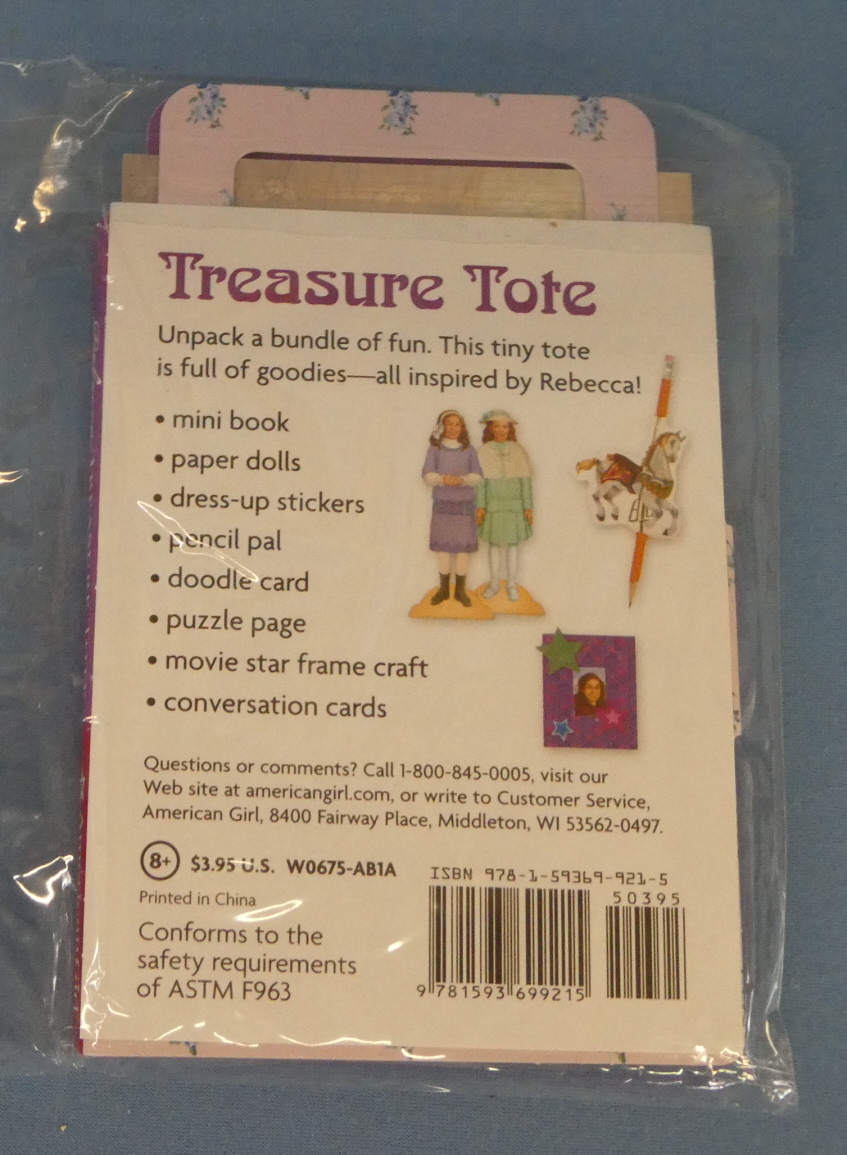 Treasure Tote
Unpack a bundle of fun. This tiny tote
is full of goodies—all inspired by Rebecca!
• mini book
• paper dolls
• dress-up stickers
• pencil pal
• doodle card
• puzzle page
• movie star frame craft
• conversation cards
Questions or comments? Call 1-800-845-0005, visit our
Web site at americangirl.com, or write to Customer Service,
American Girl, 8400 Fairway Place, Middleton, WI 53562-0497.
8+ $3.95 U.S. W0675-AB1A
Printed in China
Conforms to the
safety requirements
of ASTM F963
ISBN 978-1-59369-921-5
50395
9 781593 699215